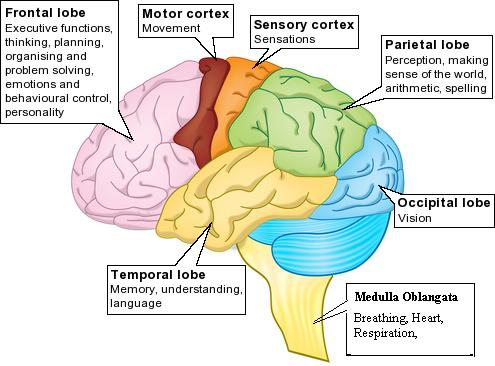 Frontal lobe
Executive functions,
thinking, planning,
organising and
problem solving,
emotions and
behavioural control,
personality
Motor cortex
Movement
Sensory cortex
Sensations
Parietal lobe
Perception, making
sense of the world,
arithmetic, spelling
Occipital lobe
Vision
Temporal lobe
Memory, understanding,
language
Medulla Oblangata
Breathing, Heart,
Respiration,